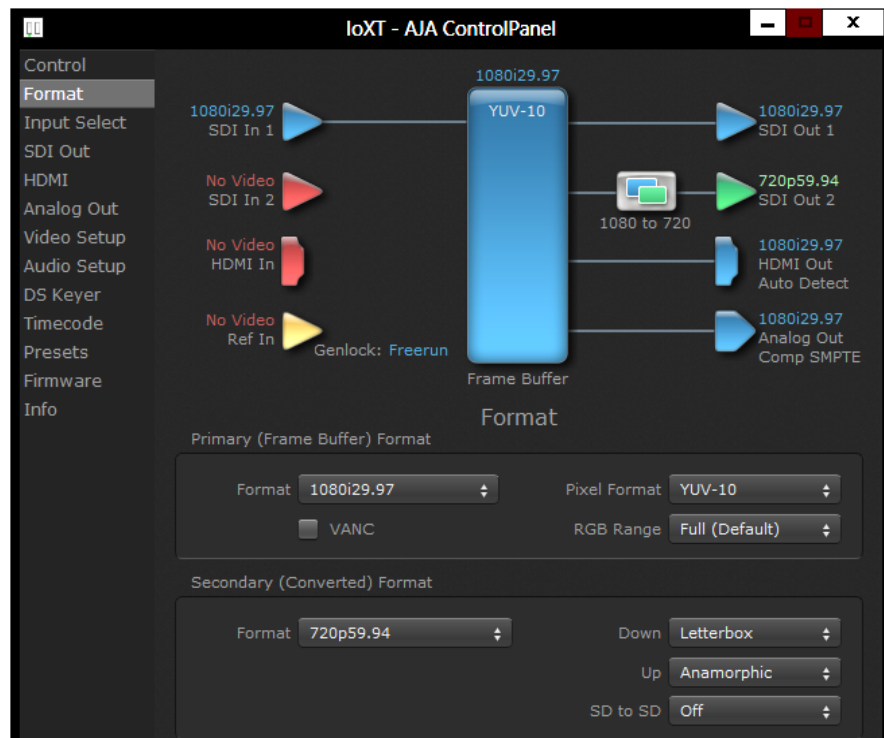 IoXT - AJA ControlPanel
Control
Format
Input Select
SDI Out
HDMI
Analog Out
Video Setup
Audio Setup
DS Keyer
Timecode
Presets
Firmware
Info
1080i29.97
YUV-10
1080i29.97
SDI In 1
No Video
SDI In 2
No Video
HDMI In
No Video
Ref In
Genlock: Freerun
Frame Buffer
1080 to 720
1080i29.97
SDI Out 1
720p59.94
SDI Out 2
1080i29.97
HDMI Out
Auto Detect
1080i29.97
Analog Out
Comp SMPTE
Format
Primary (Frame Buffer) Format
Format 1080i29.97 Pixel Format YUV-10
VANC RGB Range Full (Default)
Secondary (Converted) Format
Format 720p59.94 Down Letterbox
Up Anamorphic
SD to SD Off